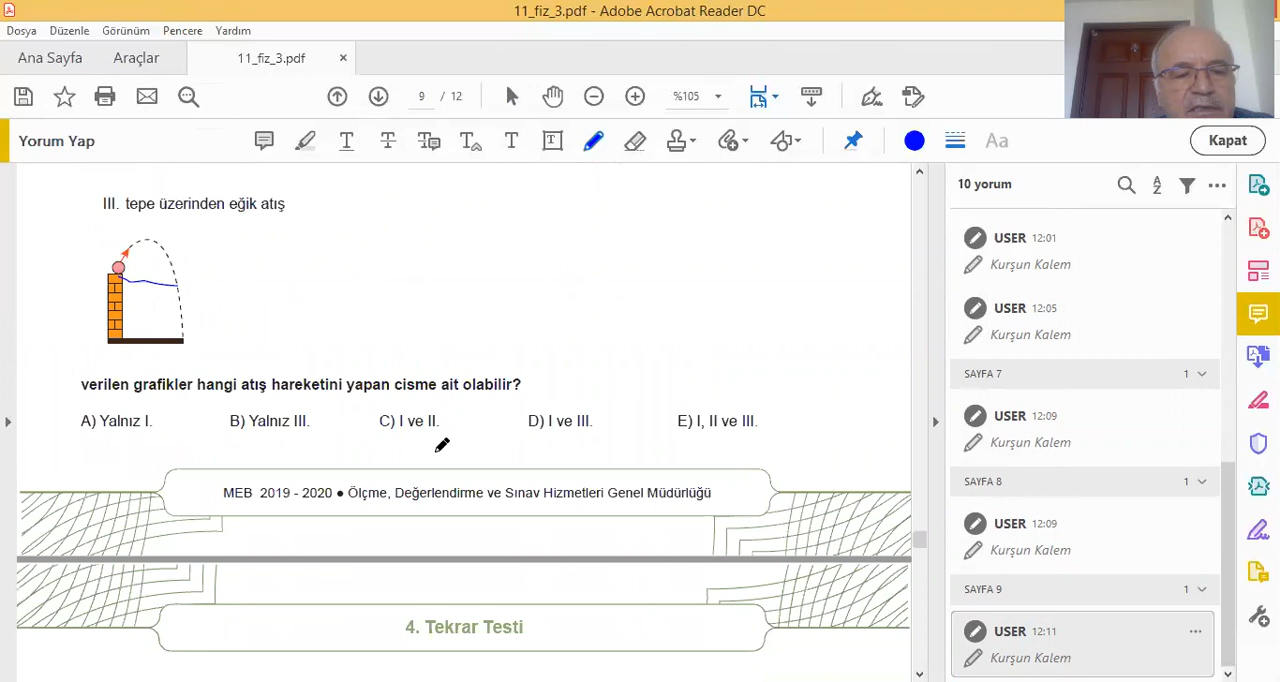 11_fiz_3.pdf - Adobe Acrobat Reader DC
Dosya Düzenle Görünüm Pencere Yardım
Ana Sayfa Araçlar 11_fiz_3.pdf ×
9 / 12 %105
Yorum Yap Aa Kapat
III. tepe üzerinden eğik atış
verilen grafikler hangi atış hareketini yapan cisme ait olabilir?
A) Yalnız I. B) Yalnız III. C) I ve II. D) I ve III. E) I, II ve III.
MEB 2019 - 2020 ● Ölçme, Değerlendirme ve Sınav Hizmetleri Genel Müdürlüğü
4. Tekrar Testi
10 yorum
USER 12:01
Kurşun Kalem
USER 12:05
Kurşun Kalem
SAYFA 7 1
USER 12:09
Kurşun Kalem
SAYFA 8 1
USER 12:09
Kurşun Kalem
SAYFA 9 1
USER 12:11
Kurşun Kalem